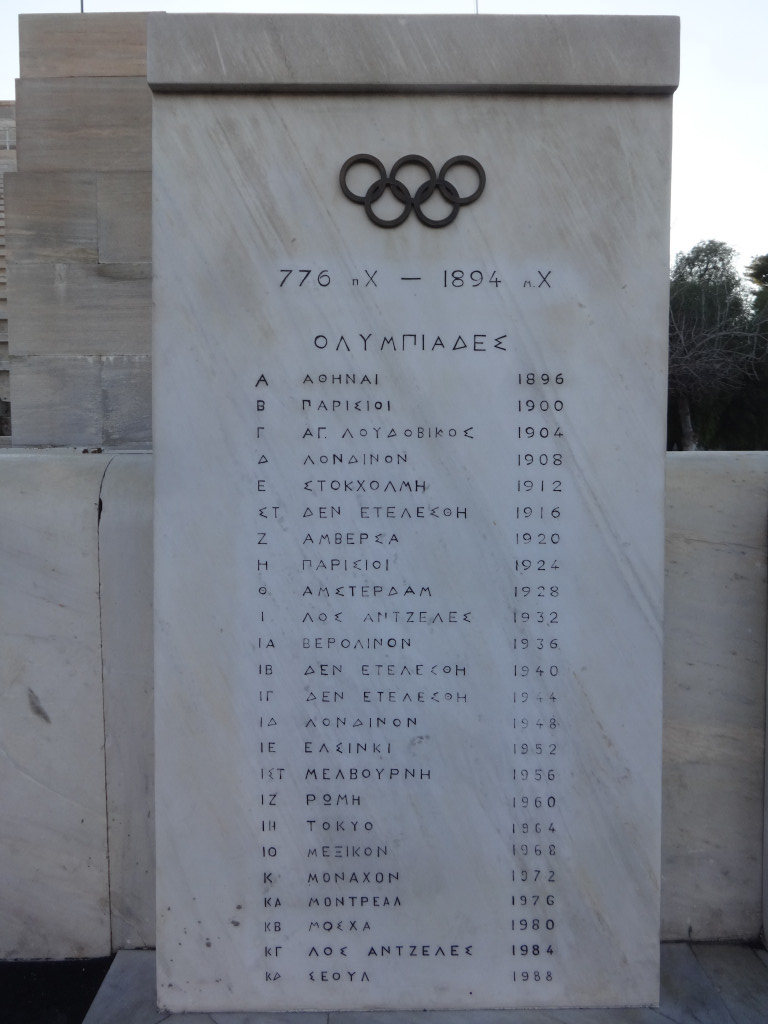 776 π.Χ — 1894 μ.Χ
ΟΛΥΜΠΙΑΔΕΣ
Α ΑΘΗΝΑΙ 1896
Β ΠΑΡΙΣΙΟΙ 1900
Γ ΑΓ. ΛΟΥΔΟΒΙΚΟΣ 1904
Δ ΛΟΝΔΙΝΟΝ 1908
Ε ΣΤΟΚΧΟΛΜΗ 1912
ΣΤ ΔΕΝ ΕΤΕΛΕΣΘΗ 1916
Ζ ΑΜΒΕΡΣΑ 1920
Η ΠΑΡΙΣΙΟΙ 1924
Θ ΑΜΣΤΕΡΔΑΜ 1928
Ι ΛΟΣ ΑΝΤΖΕΛΕΣ 1932
ΙΑ ΒΕΡΟΛΙΝΟΝ 1936
ΙΒ ΔΕΝ ΕΤΕΛΕΣΘΗ 1940
ΙΓ ΔΕΝ ΕΤΕΛΕΣΘΗ 1944
ΙΔ ΛΟΝΔΙΝΟΝ 1948
ΙΕ ΕΛΣΙΝΚΙ 1952
ΙΣΤ ΜΕΛΒΟΥΡΝΗ 1956
ΙΖ ΡΩΜΗ 1960
ΙΗ ΤΟΚΥΟ 1964
ΙΘ ΜΕΞΙΚΟΝ 1968
Κ ΜΟΝΑΧΟΝ 1972
ΚΑ ΜΟΝΤΡΕΑΛ 1976
ΚΒ ΜΟΣΧΑ 1980
ΚΓ ΛΟΣ ΑΝΤΖΕΛΕΣ 1984
ΚΔ ΣΕΟΥΛ 1988